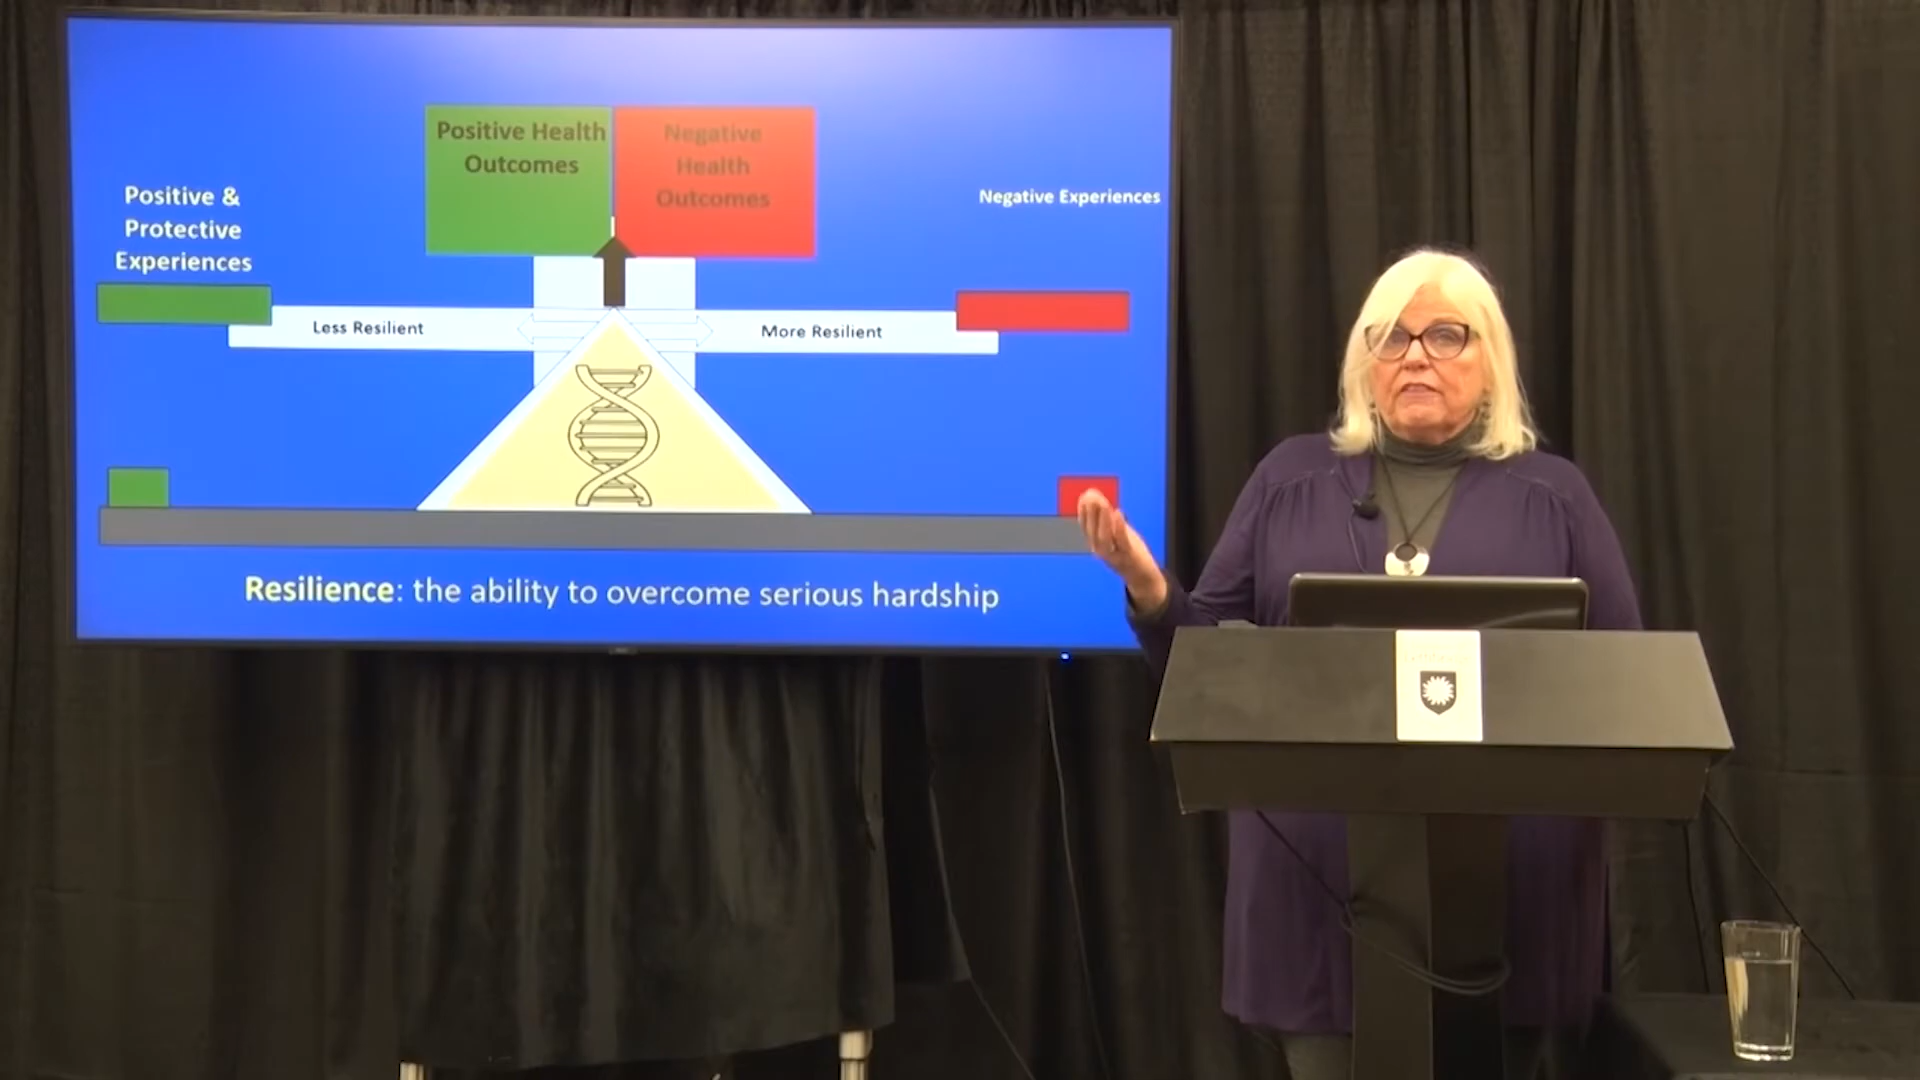 Positive Health
Outcomes
Negative
Health
Outcomes
Positive &
Protective
Experiences
Negative Experiences
Less Resilient
More Resilient
Resilience: the ability to overcome serious hardship